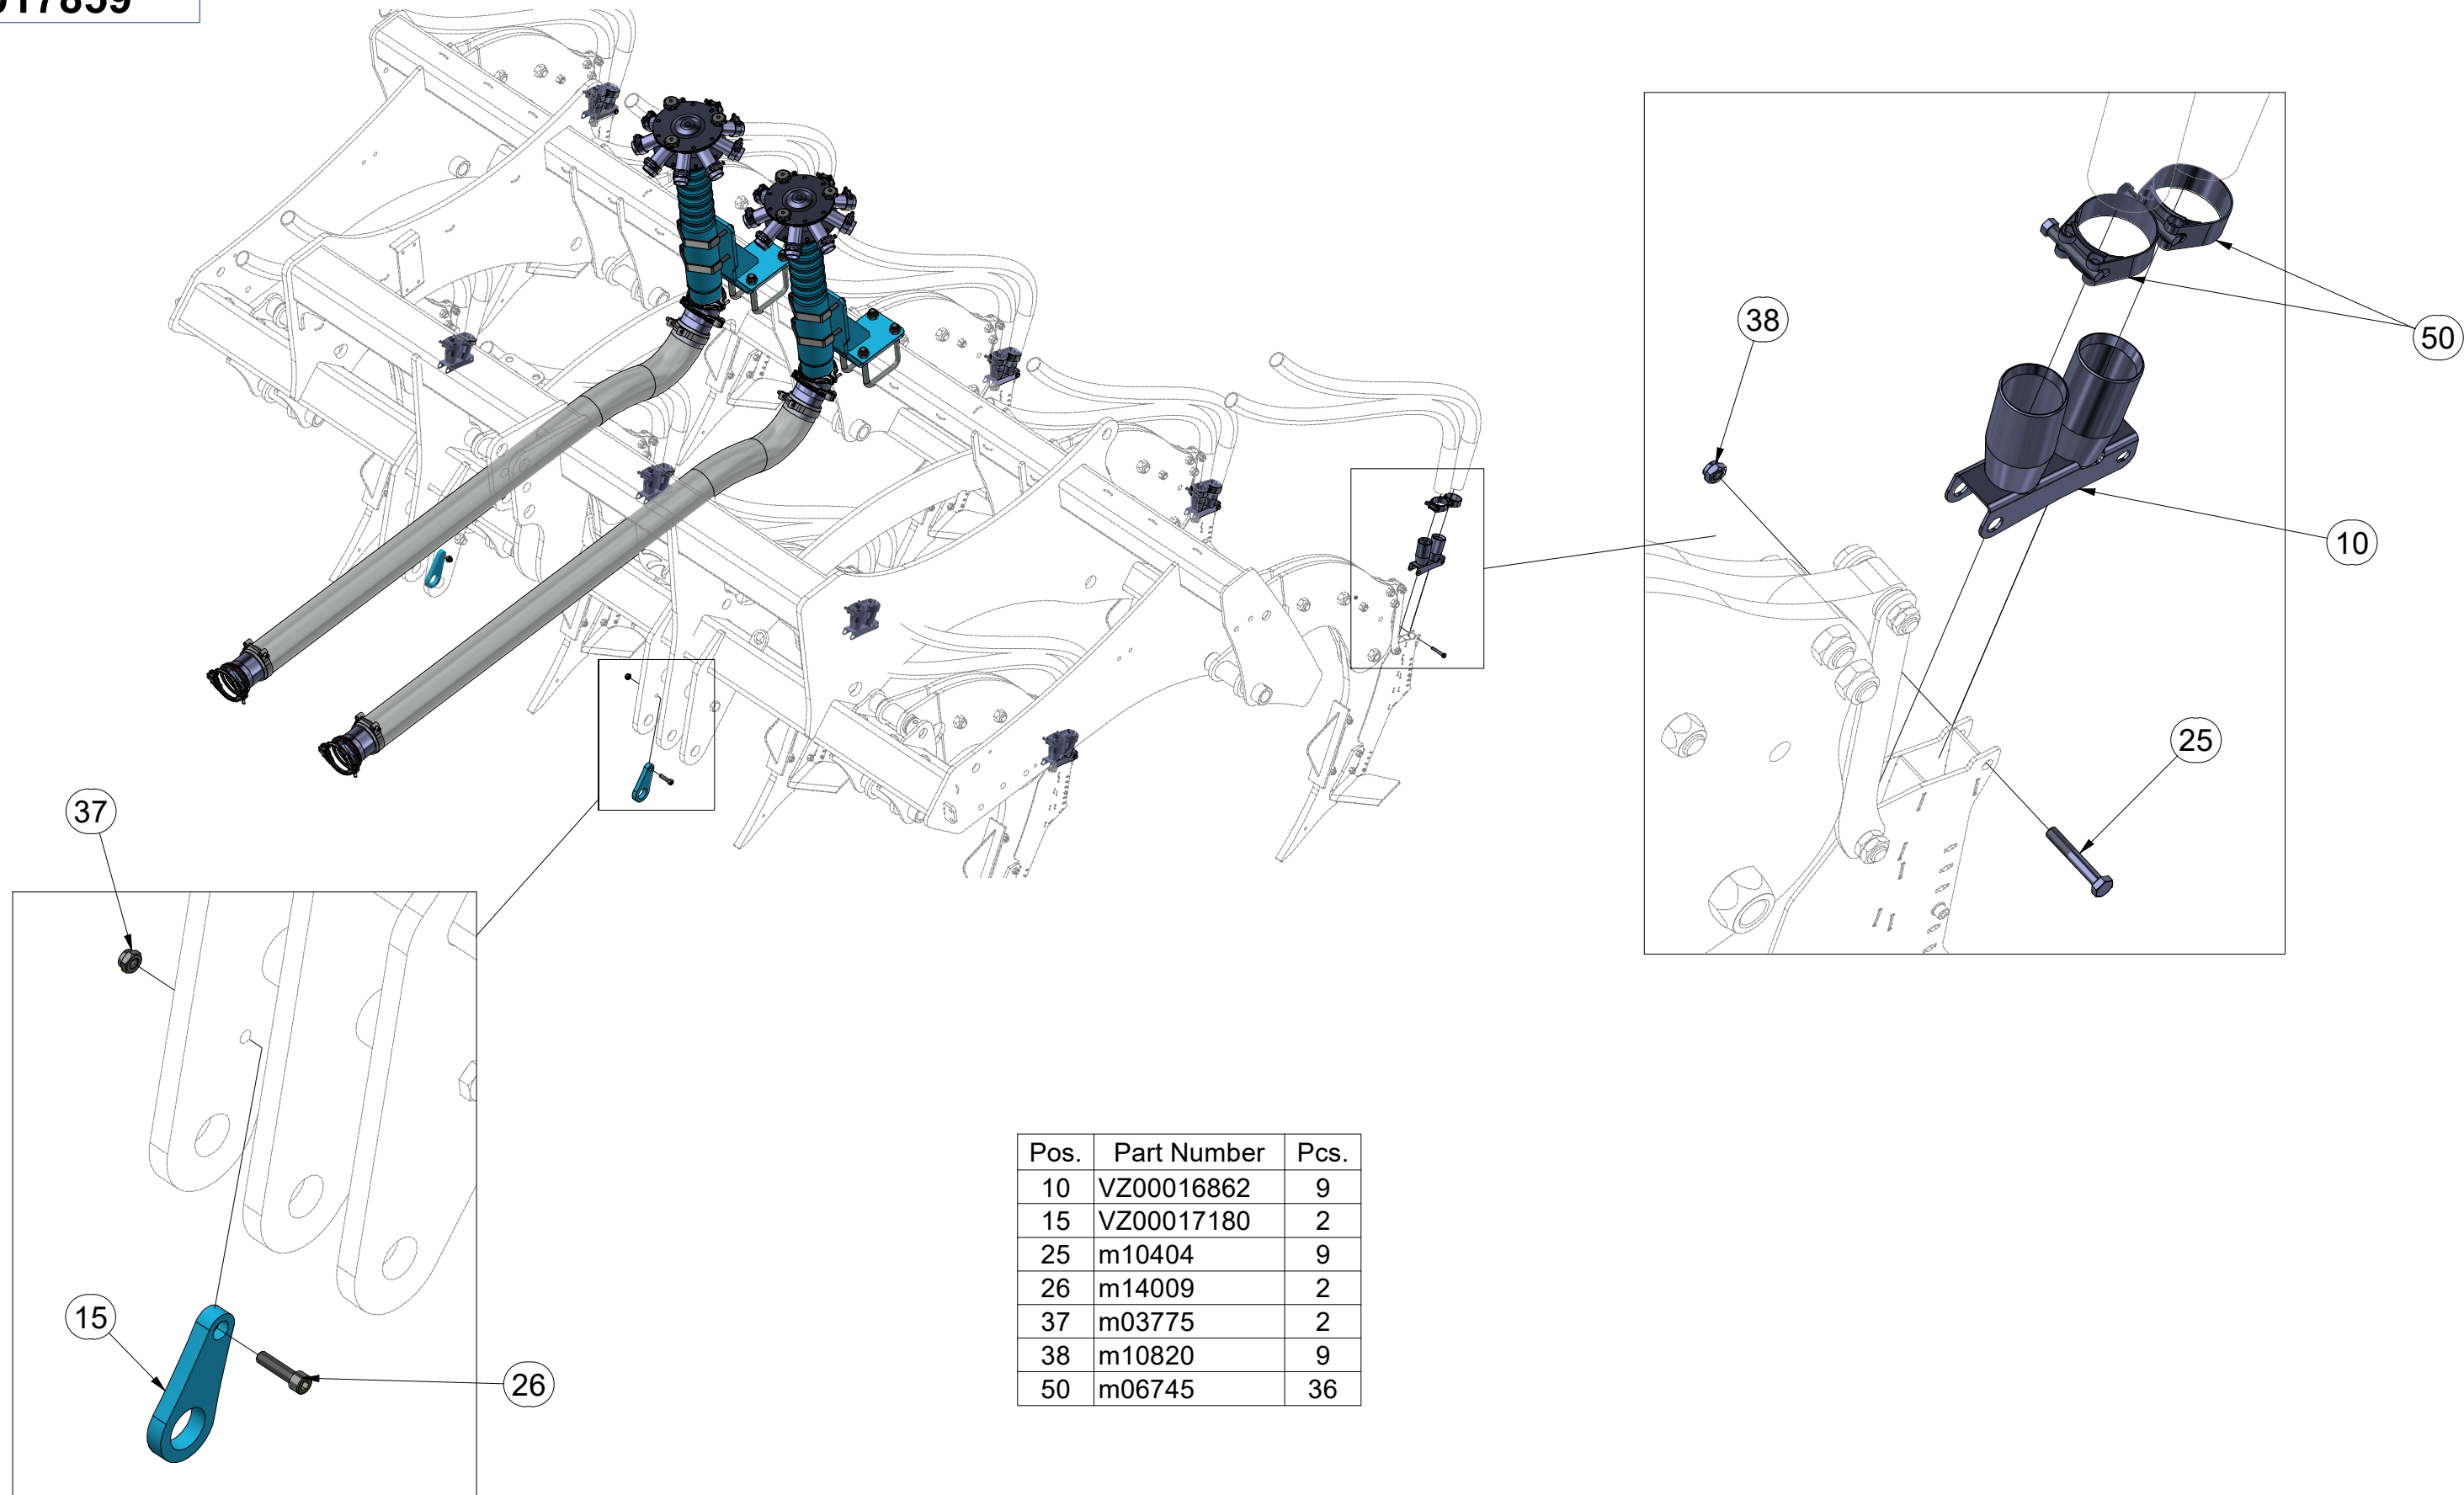 38
50
10
25
37
15
26
Pos. Part Number Pcs.
10 VZ00016862 9
15 VZ00017180 2
25 m10404 9
26 m14009 2
37 m03775 2
38 m10820 9
50 m06745 36